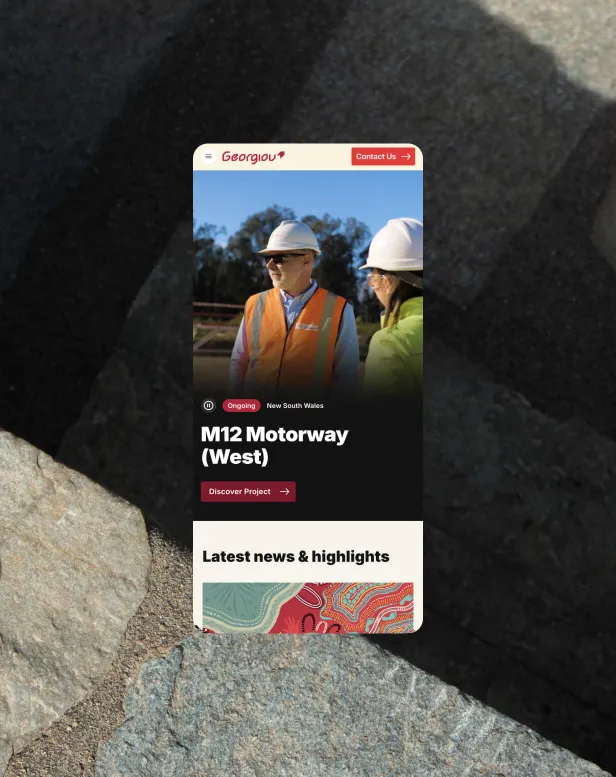 Georgiou
Contact Us
Ongoing
New South Wales
M12 Motorway
(West)
Discover Project
Latest news & highlights